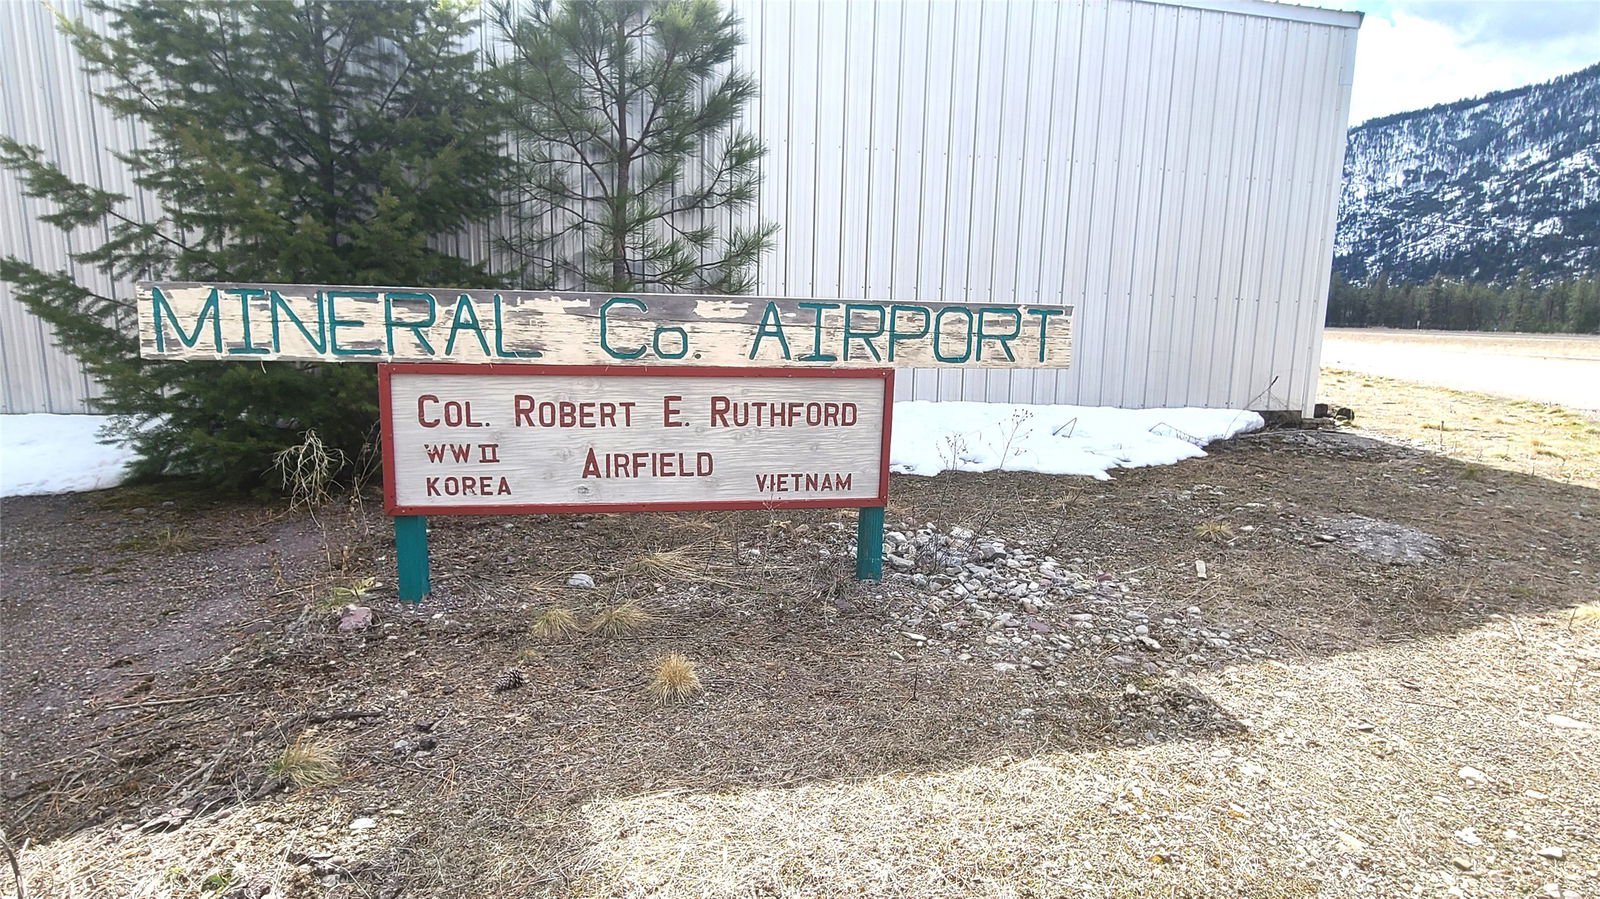 MINERAL Co. AIRPORT
COL. ROBERT E. RUTHFORD
WW II
AIRFIELD
KOREA
VIETNAM